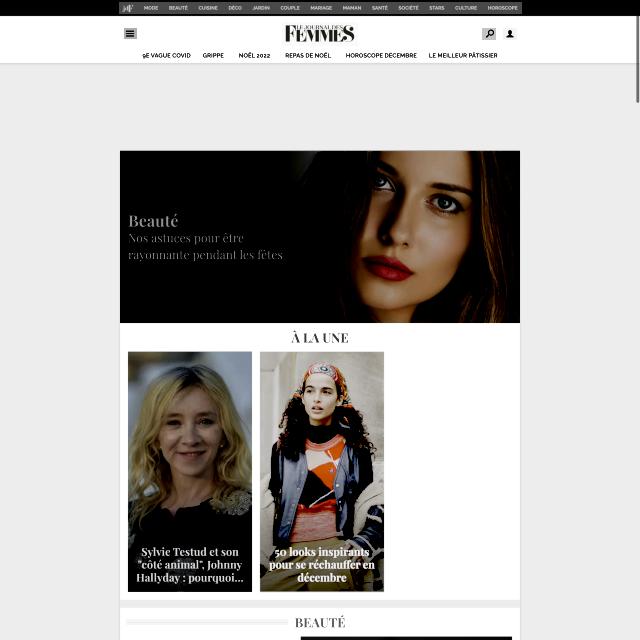 MODE BEAUTÉ CUISINE DÉCO JARDIN COUPLE MARIAGE MAMAN SANTÉ SOCIÉTÉ STARS CULTURE HOROSCOPE
LE JOURNAL DES
FEMMES
9E VAGUE COVID GRIPPE NOËL 2022 REPAS DE NOËL HOROSCOPE DÉCEMBRE LE MEILLEUR PÂTISSIER
Beauté
Nos astuces pour être
rayonnante pendant les fêtes
À LA UNE
Sylvie Testud et son
"côté animal", Johnny
Hallyday : pourquoi...
50 looks inspirants
pour se réchauffer en
décembre
BEAUTÉ